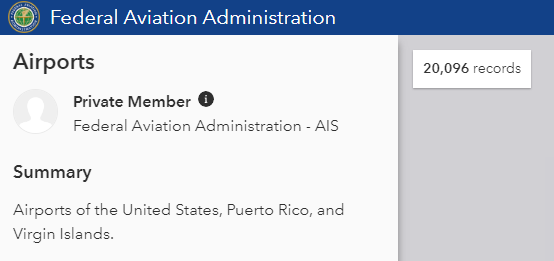 Federal Aviation Administration
Airports
20,096 records
Private Member
Federal Aviation Administration - AIS
Summary
Airports of the United States, Puerto Rico, and
Virgin Islands.